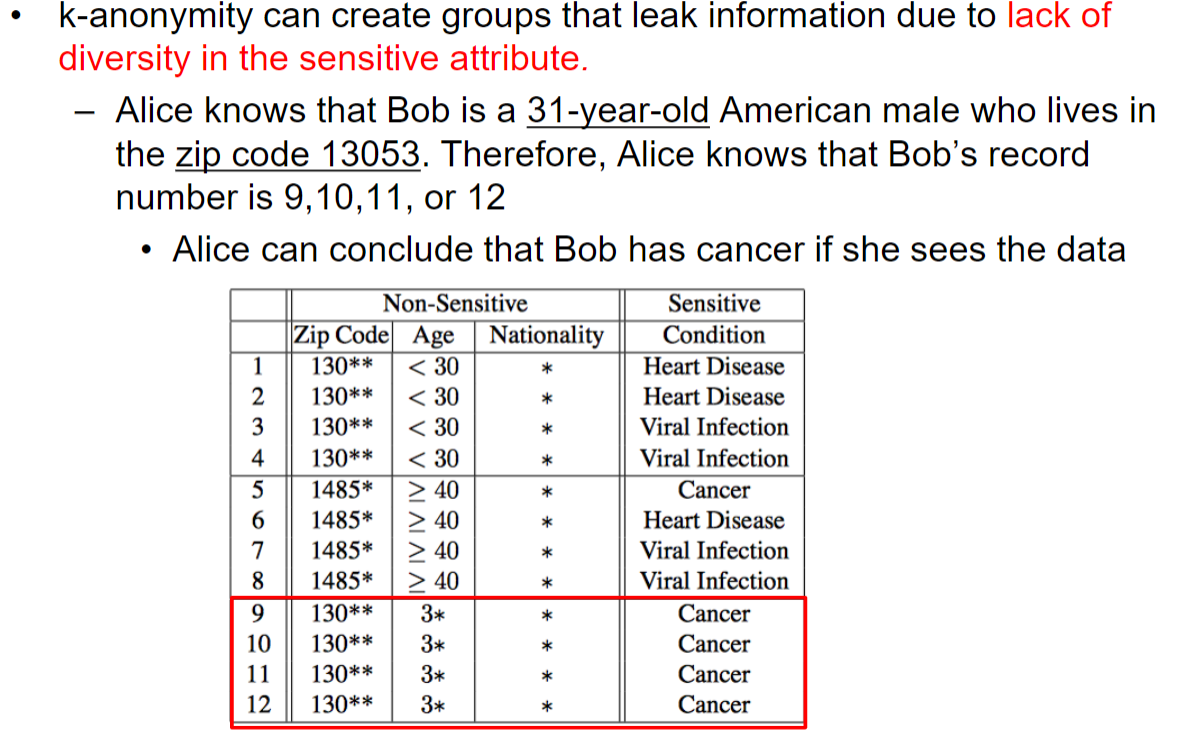 • k-anonymity can create groups that leak information due to lack of
diversity in the sensitive attribute.
– Alice knows that Bob is a 31-year-old American male who lives in
the zip code 13053. Therefore, Alice knows that Bob’s record
number is 9,10,11, or 12
• Alice can conclude that Bob has cancer if she sees the data
Non-Sensitive Sensitive
Zip Code Age Nationality Condition
1 130** < 30 * Heart Disease
2 130** < 30 * Heart Disease
3 130** < 30 * Viral Infection
4 130** < 30 * Viral Infection
5 1485* ≥ 40 * Cancer
6 1485* ≥ 40 * Heart Disease
7 1485* ≥ 40 * Viral Infection
8 1485* ≥ 40 * Viral Infection
9 130** 3* * Cancer
10 130** 3* * Cancer
11 130** 3* * Cancer
12 130** 3* * Cancer